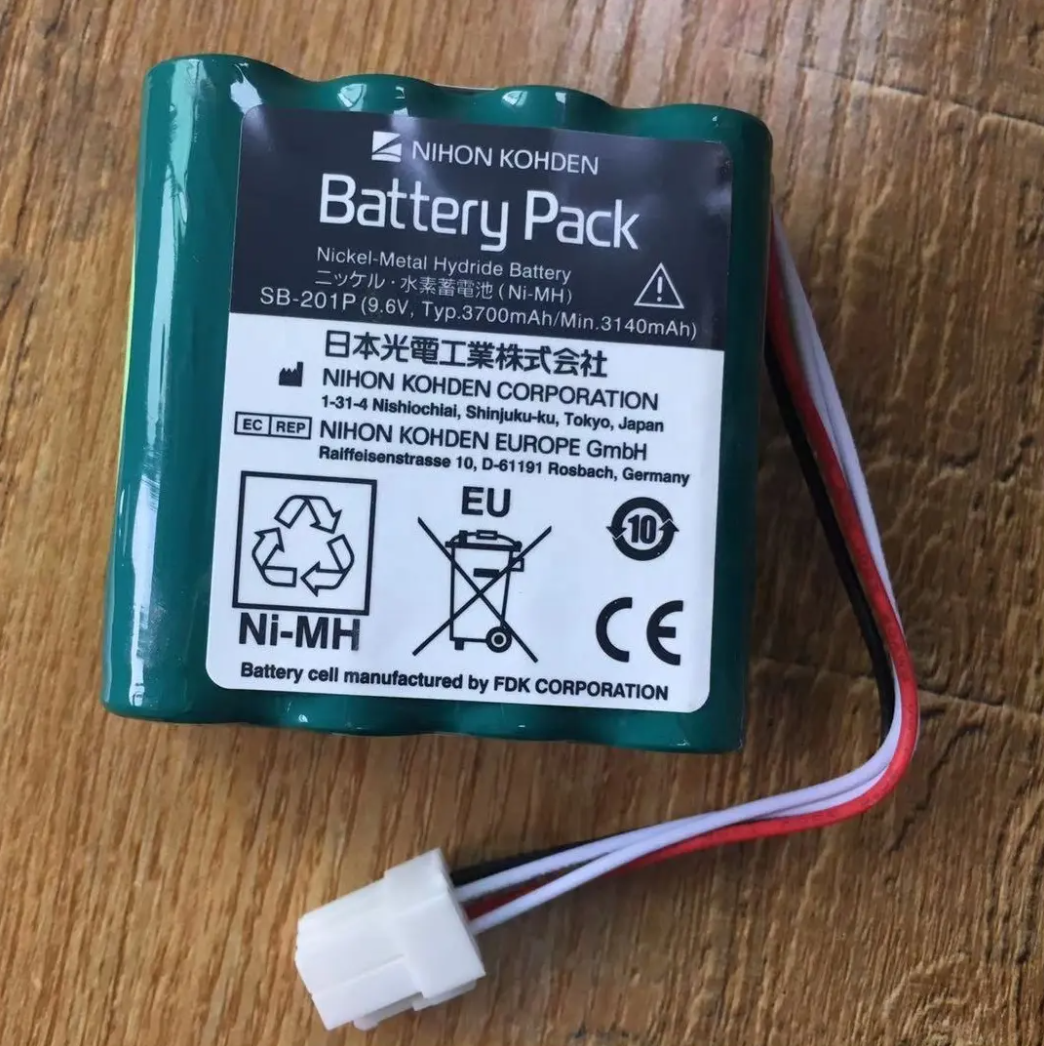 NIHON KOHDEN
Battery Pack
Nickel-Metal Hydride Battery
ニッケル・水素蓄電池 (Ni-MH)
SB-201P (9.6V, Typ.3700mAh/Min.3140mAh)
日本光電工業株式会社
NIHON KOHDEN CORPORATION
1-31-4 Nishiochiai, Shinjuku-ku, Tokyo, Japan
EC REP NIHON KOHDEN EUROPE GmbH
Raiffeisenstrasse 10, D-61191 Rosbach, Germany
EU
10
Ni-MH
CE
Battery cell manufactured by FDK CORPORATION